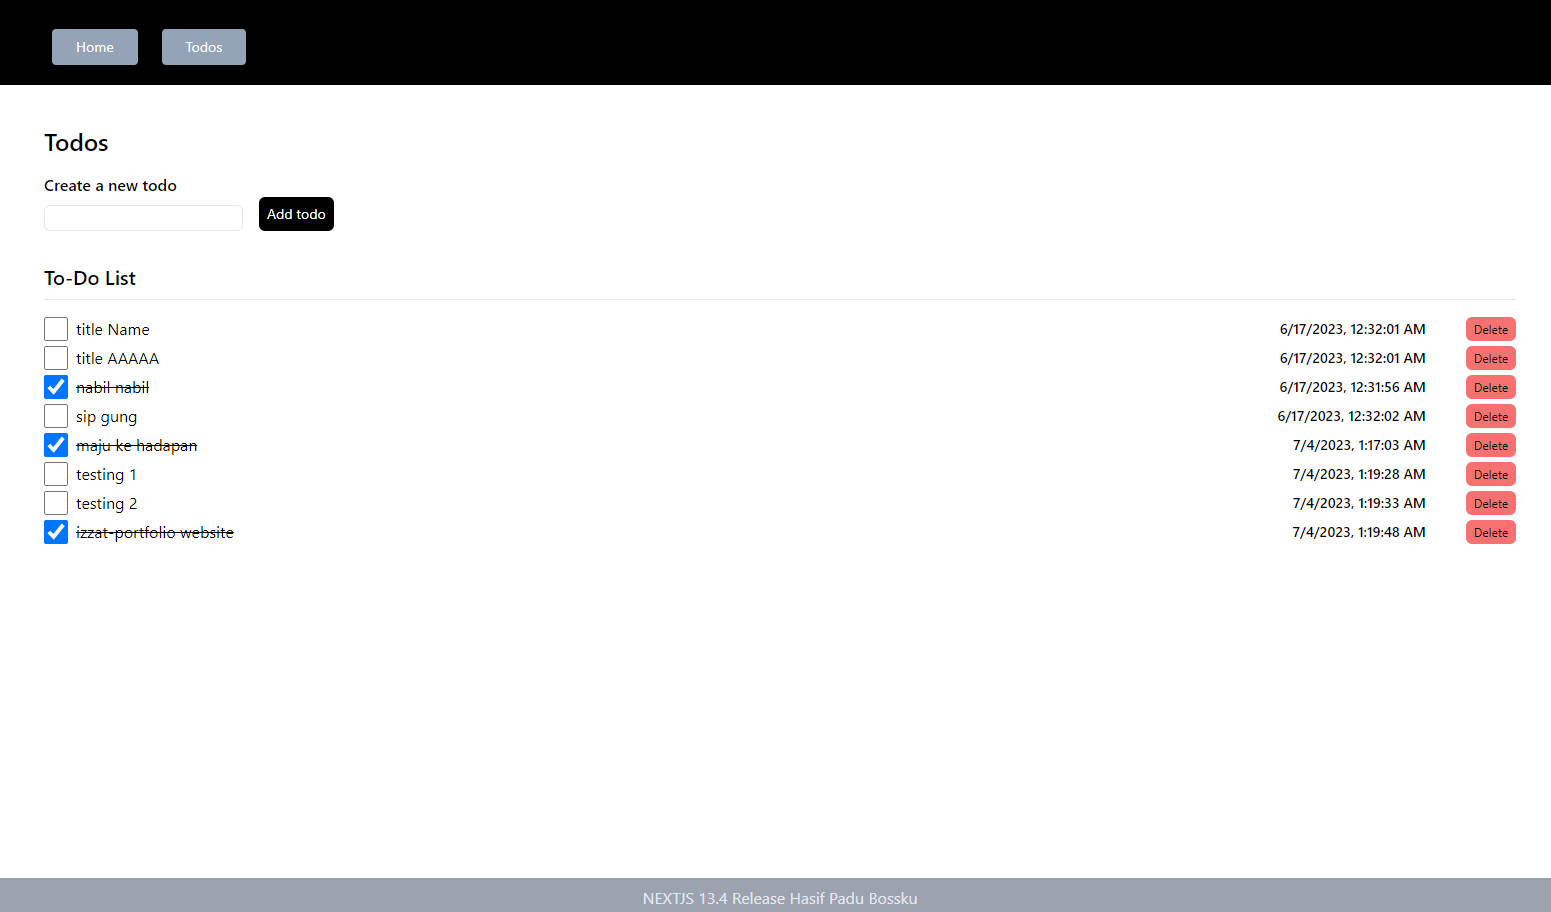 Home Todos
Todos
Create a new todo
Add todo
To-Do List
title Name 6/17/2023, 12:32:01 AM Delete
title AAAAA 6/17/2023, 12:32:01 AM Delete
nabil nabil 6/17/2023, 12:31:56 AM Delete
sip gung 6/17/2023, 12:32:02 AM Delete
maju ke hadapan 7/4/2023, 1:17:03 AM Delete
testing 1 7/4/2023, 1:19:28 AM Delete
testing 2 7/4/2023, 1:19:33 AM Delete
izzat-portfolio website 7/4/2023, 1:19:48 AM Delete
NEXTJS 13.4 Release Hasif Padu Bossku